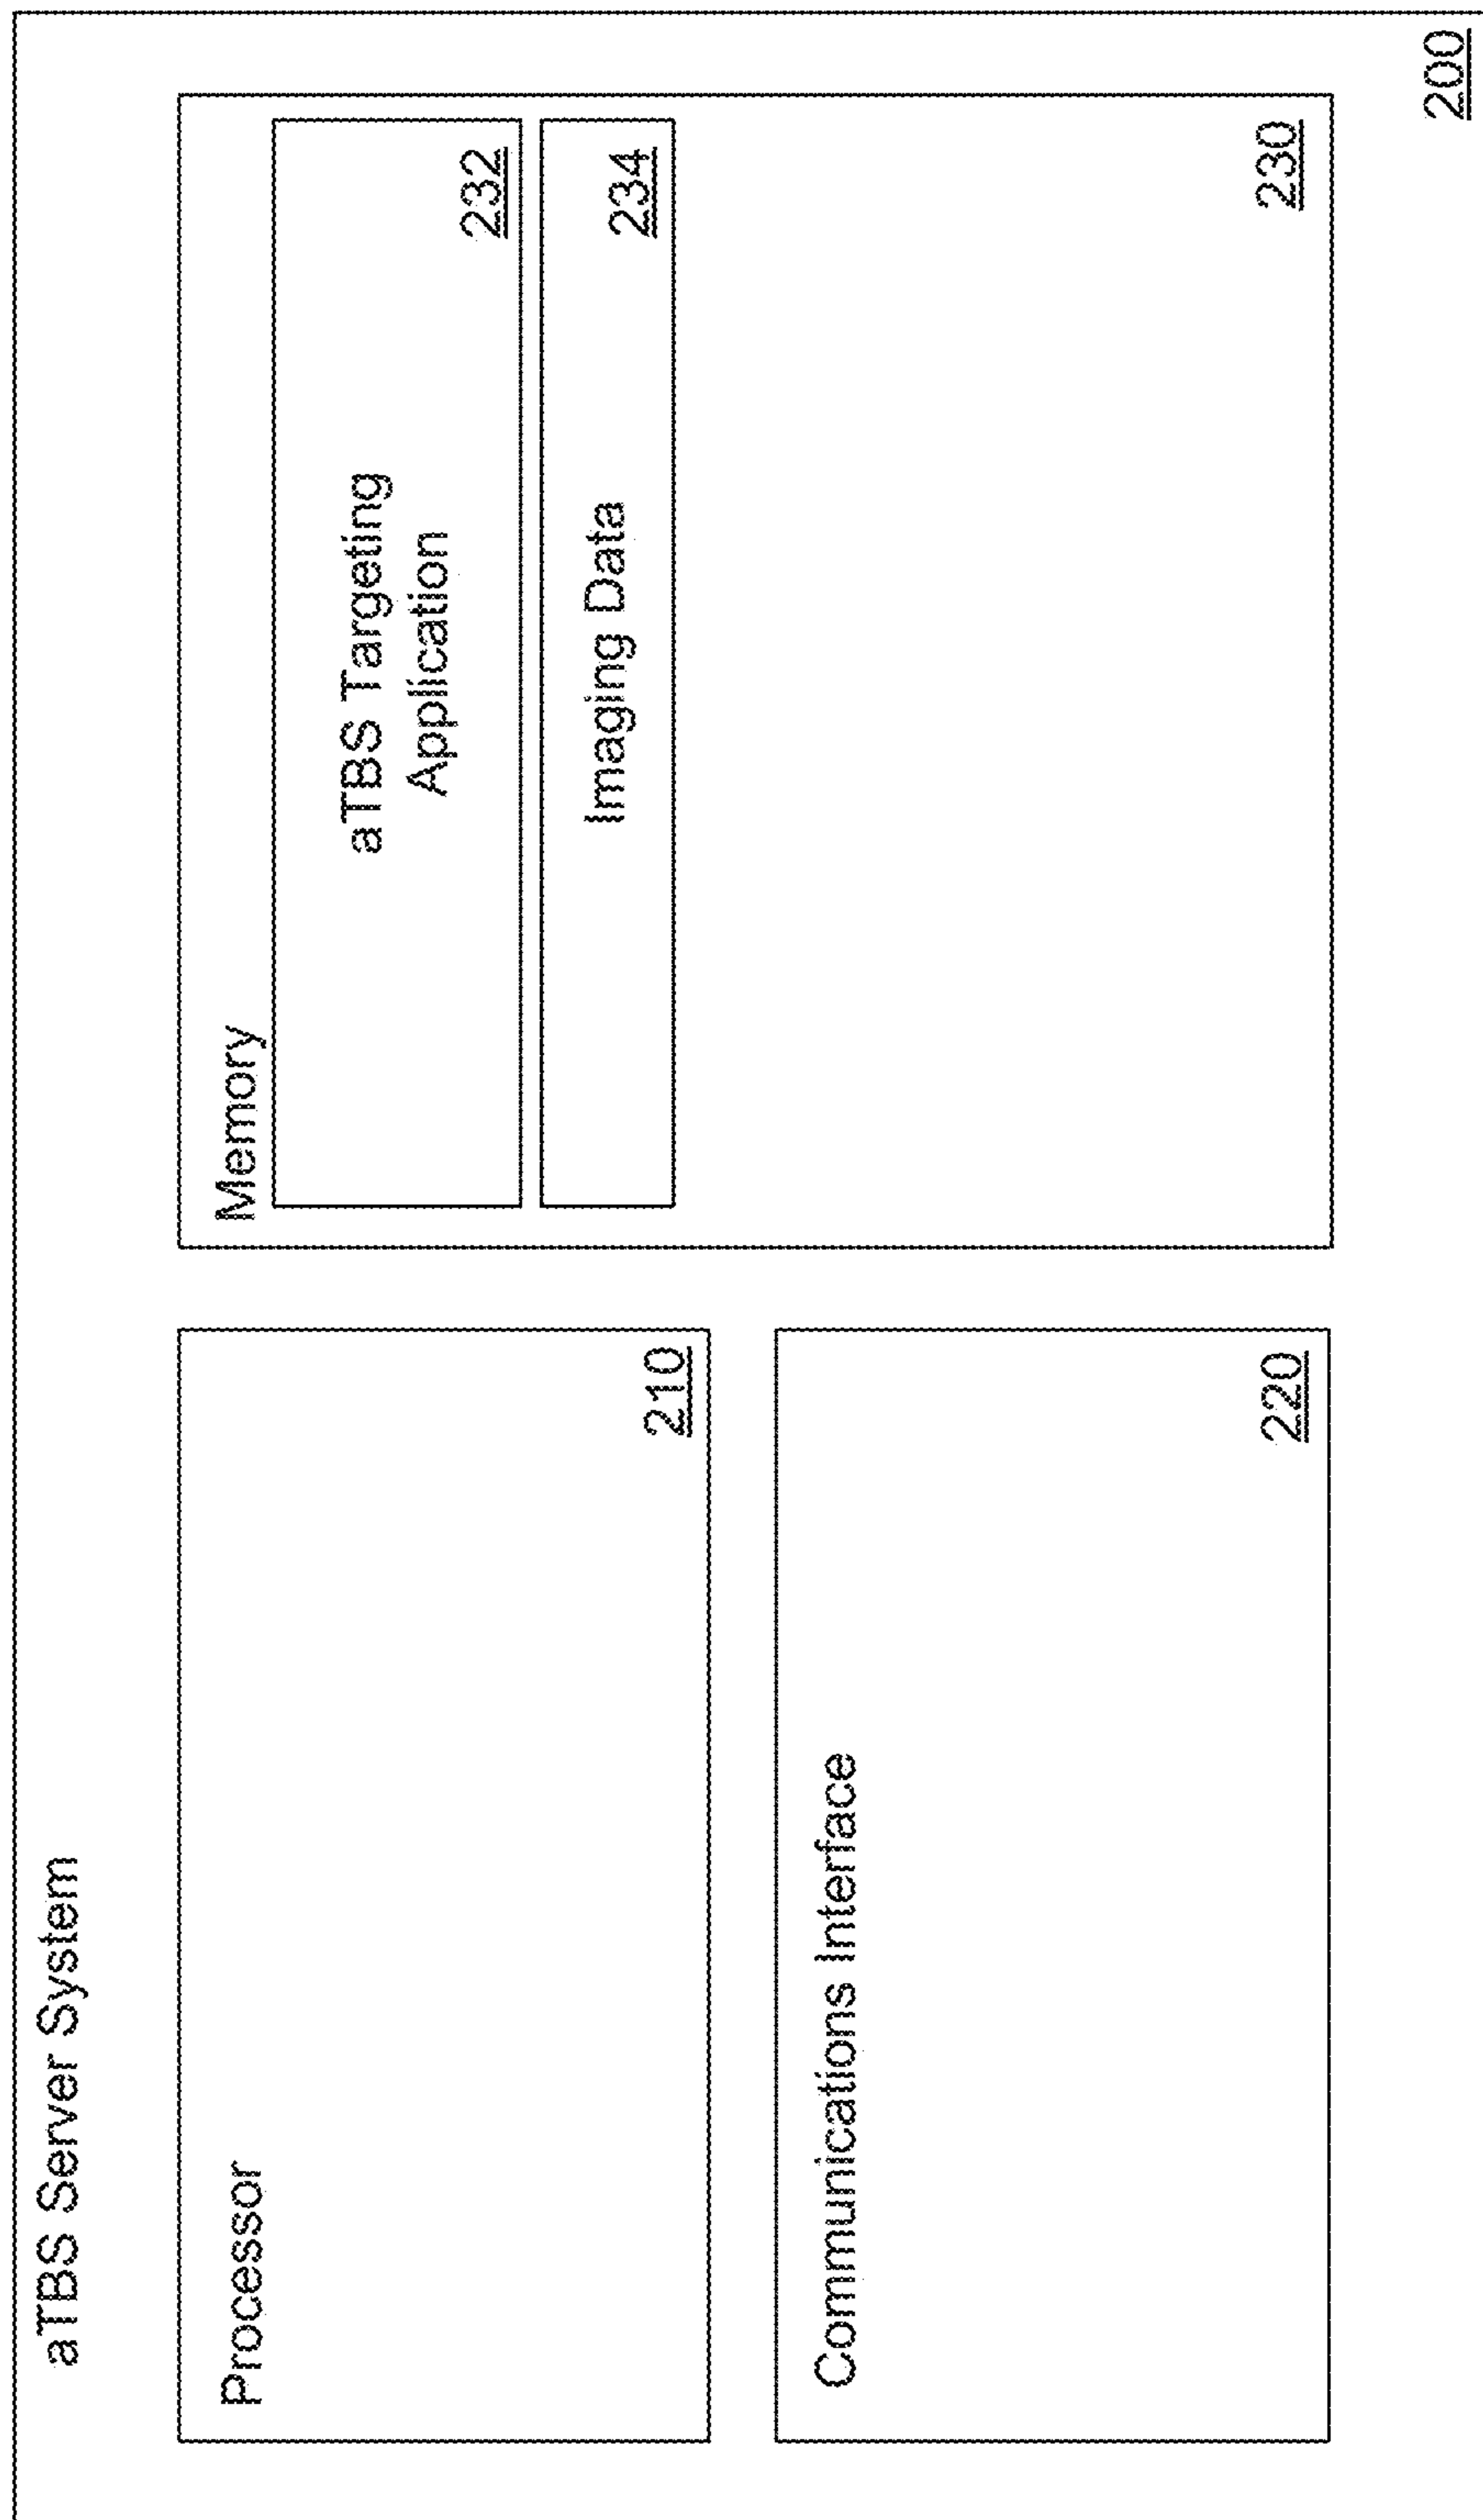 aTBS Server System
Processor
210
Communications Interface
220
Memory
aTBS Targeting
Application
232
Imaging Data
234
230
200